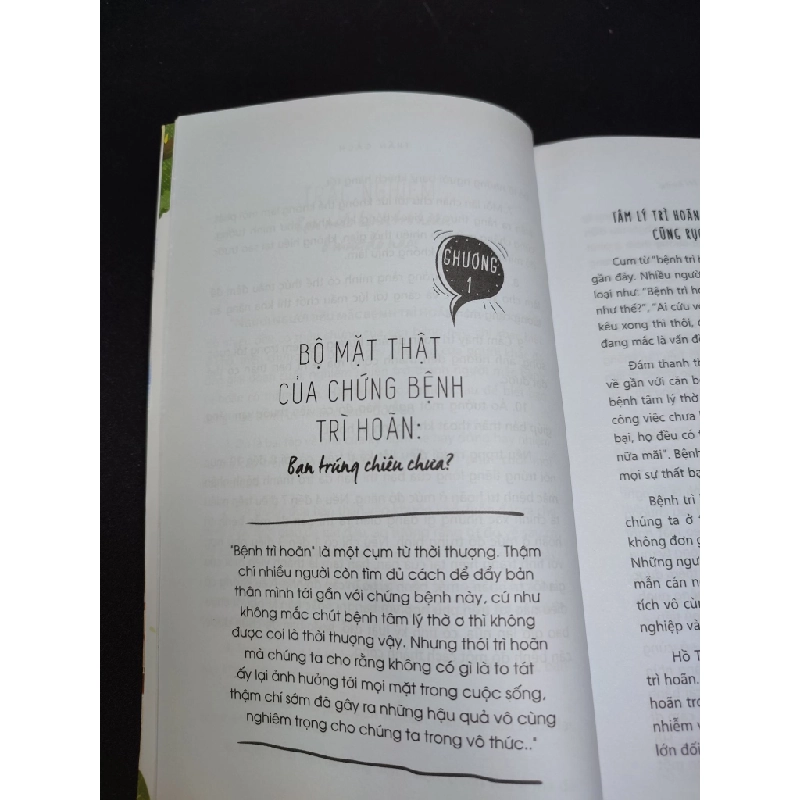 CHƯƠNG
1
BỘ MẶT THẬT
CỦA CHỨNG BỆNH
TRÌ HOÃN:
Bạn trúng chiêu chưa?
"Bệnh trì hoãn" là một cụm từ thời thượng. Thậm
chí nhiều người còn tìm đủ cách để đẩy bản
thân mình tới gần với chứng bệnh này, cứ như
không mắc chút bệnh tâm lý thờ ơ thì không
được coi là thời thượng vậy. Nhưng thói trì hoãn
mà chúng ta cho rằng không có gì là to tát
ấy lại ảnh hưởng tới mọi mặt trong cuộc sống,
thậm chí sớm đã gây ra những hậu quả vô cùng
nghiêm trọng cho chúng ta trong vô thức.."
TÂM LÝ TRÌ HOÃN
CŨNG
Cụm từ "bệnh trì
gần đây. Nhiều ngườ
loại như: "Bệnh trì h
như thế?", "Ai cứu v
kêu xong thì thôi,
đang mắc là vấn đ
Đám thanh t
về gần với căn b
bệnh tâm lý thờ
công việc chưa
bại, họ đều có
nữa mãi". Bệnh
mọi sự thất bạ
Bệnh trì
chúng ta ở
không đơn g
Những ngư
mẫn cán n
tích vô cù
nghiệp và
Hồ T
trì hoãn.
hoãn tro
nhiễm
lớn đối